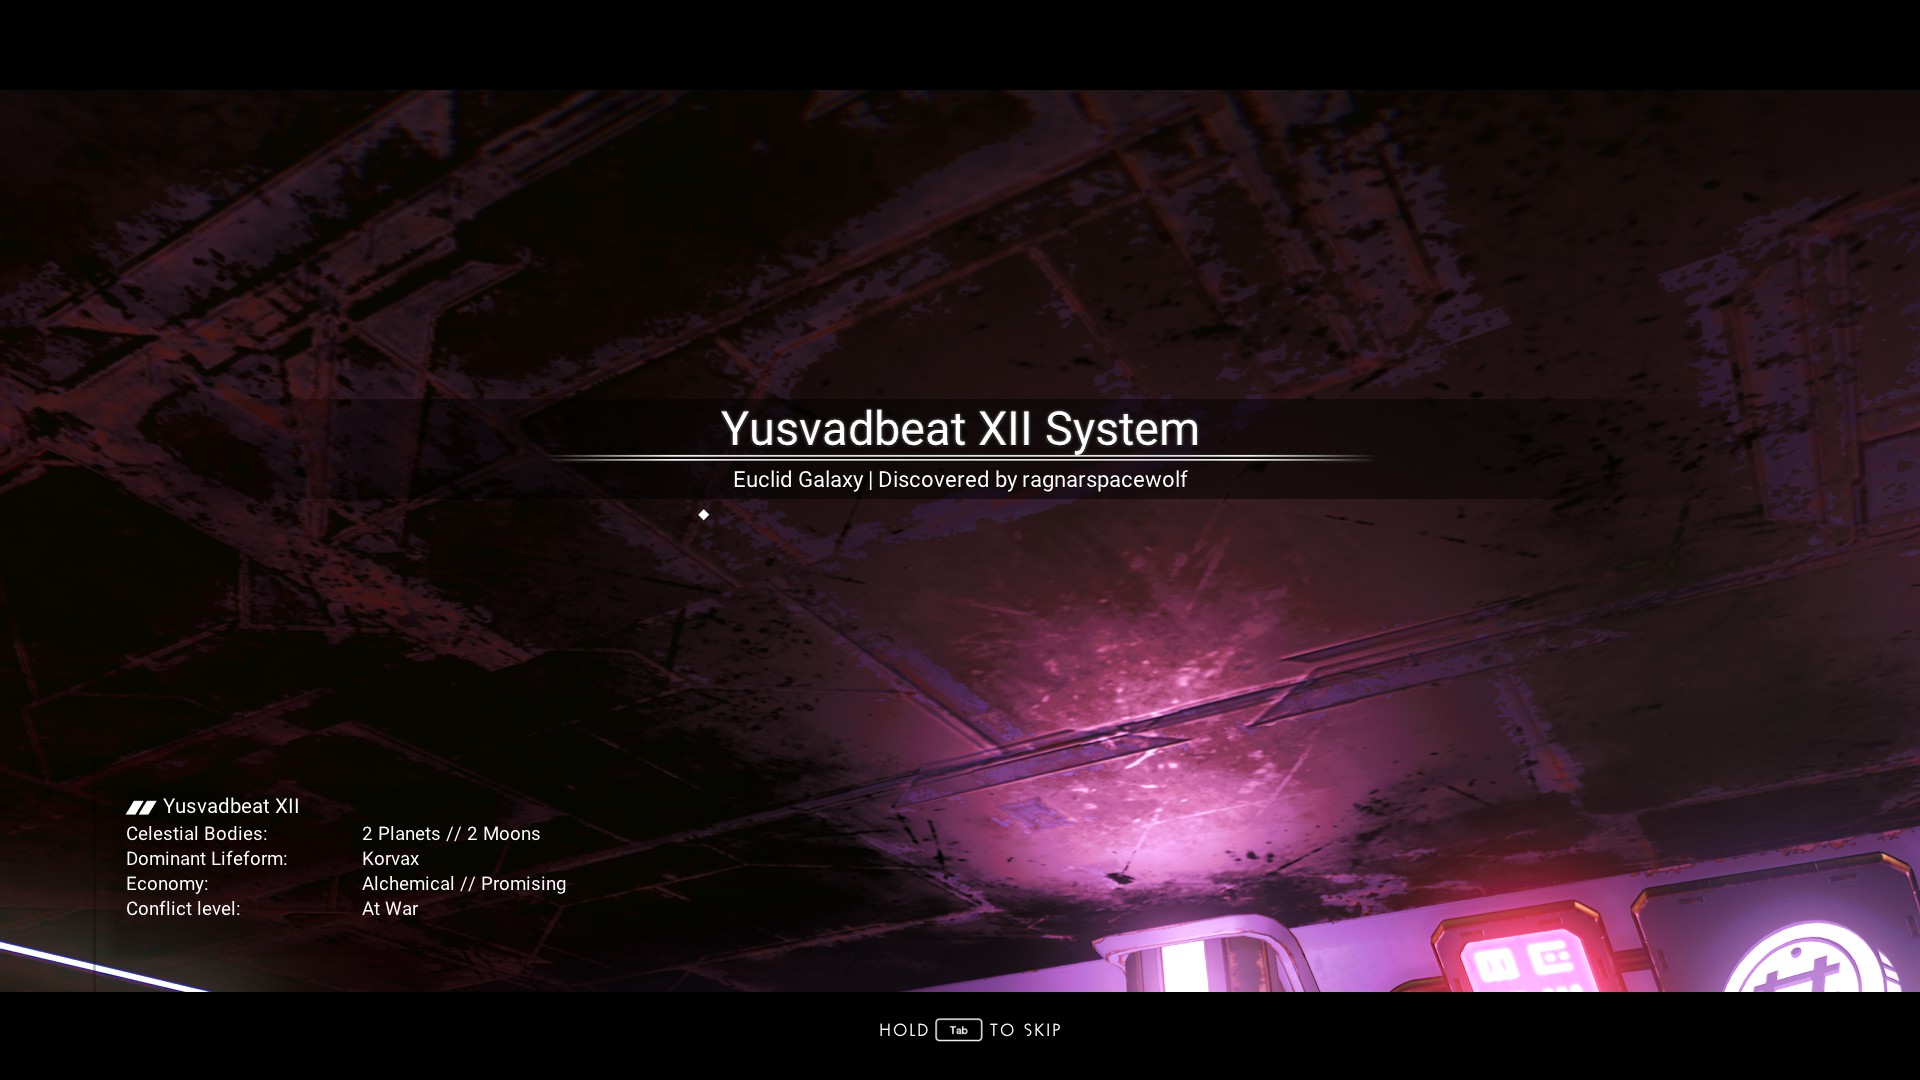 Yusvadbeat XII System
Euclid Galaxy | Discovered by ragnarspacewolf
Yusvadbeat XII
Celestial Bodies: 2 Planets // 2 Moons
Dominant Lifeform: Korvax
Economy: Alchemical // Promising
Conflict level: At War
HOLD Tab TO SKIP